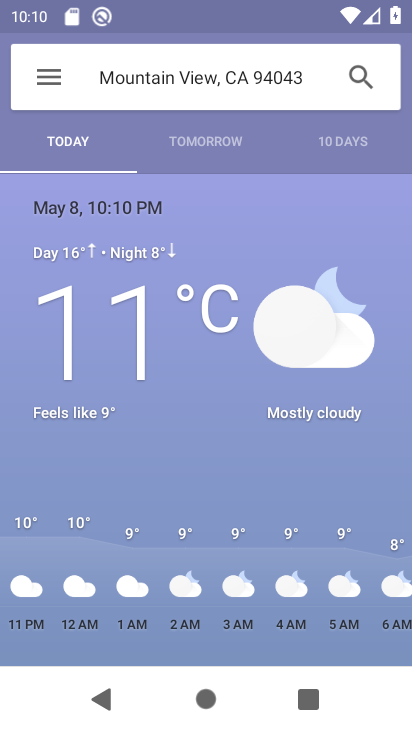 10:10
Mountain View, CA 94043
TODAY TOMORROW 10 DAYS
May 8, 10:10 PM
Day 16°↑ • Night 8°↓
11 °C
Feels like 9° Mostly cloudy
10° 10° 9° 9° 9° 9° 9° 8°
11 PM 12 AM 1 AM 2 AM 3 AM 4 AM 5 AM 6 AM